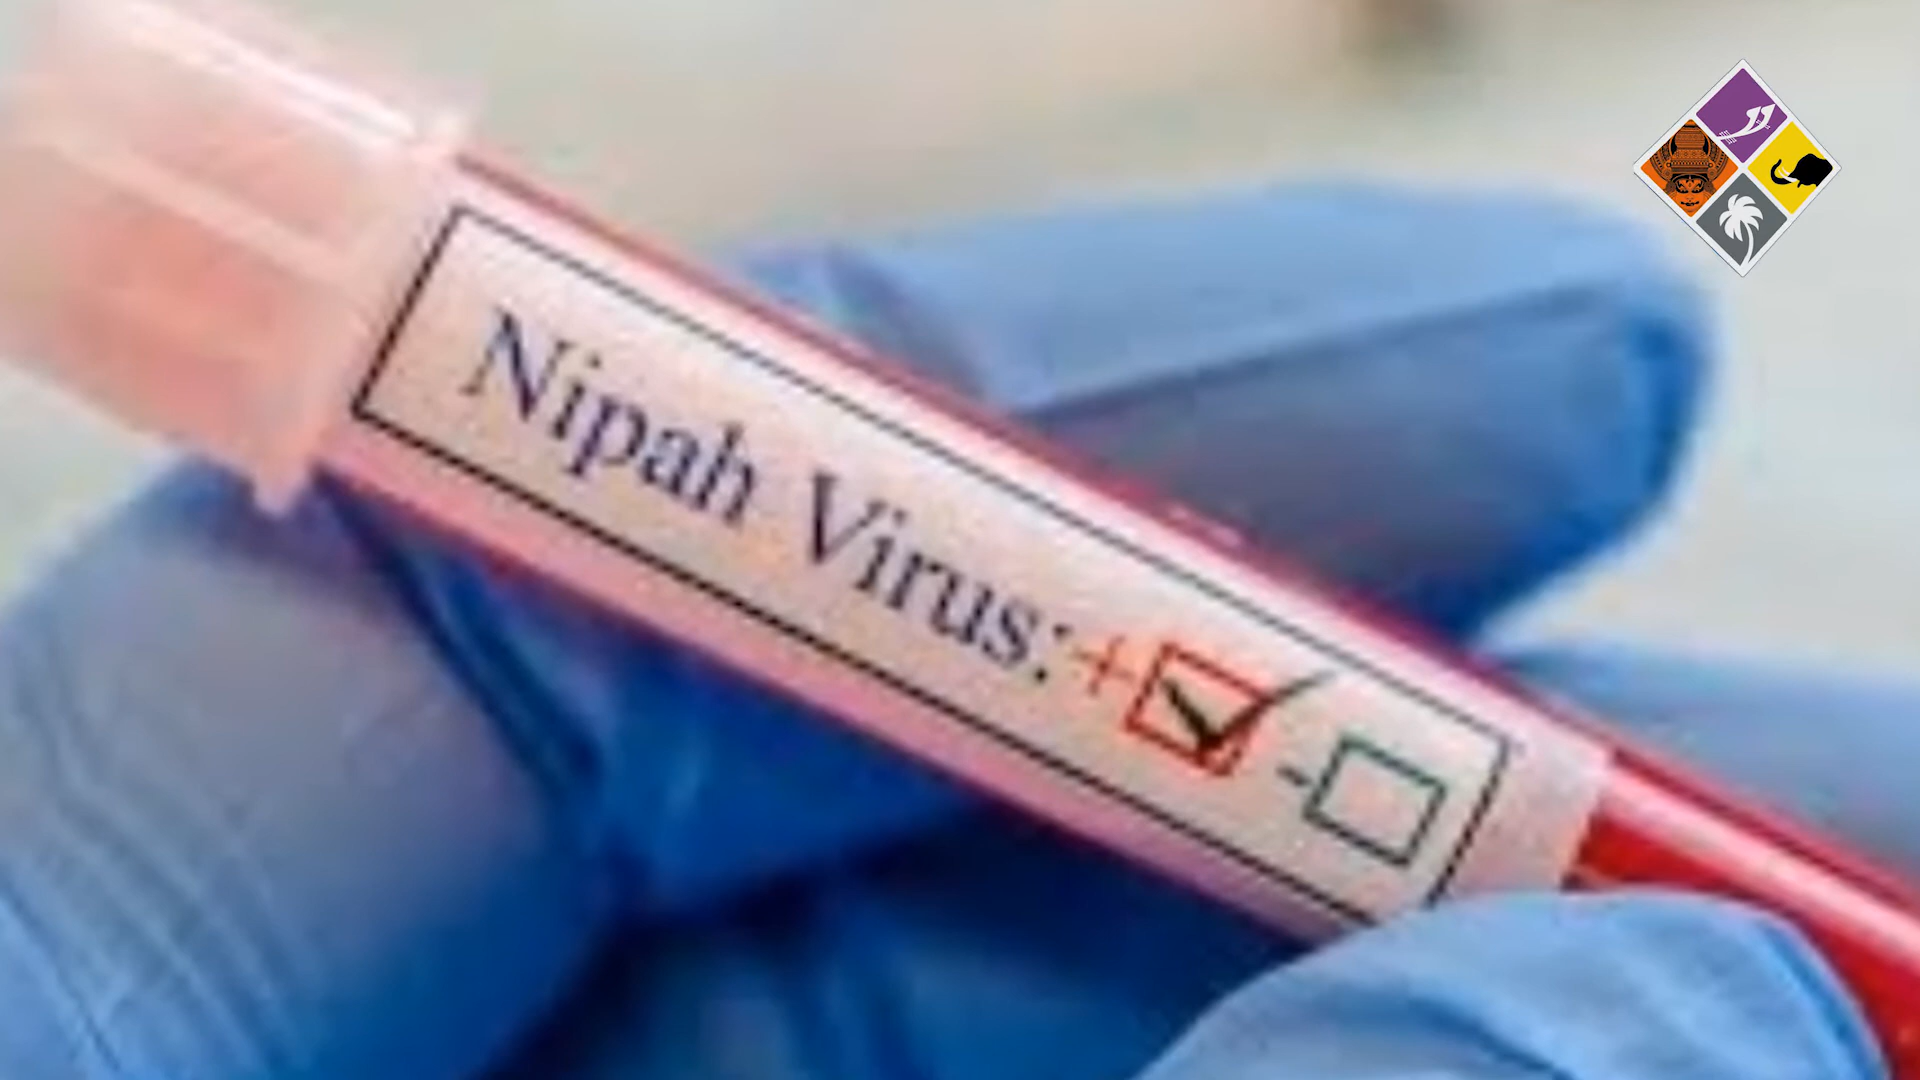 Nipah Virus: + ✓ - ☐